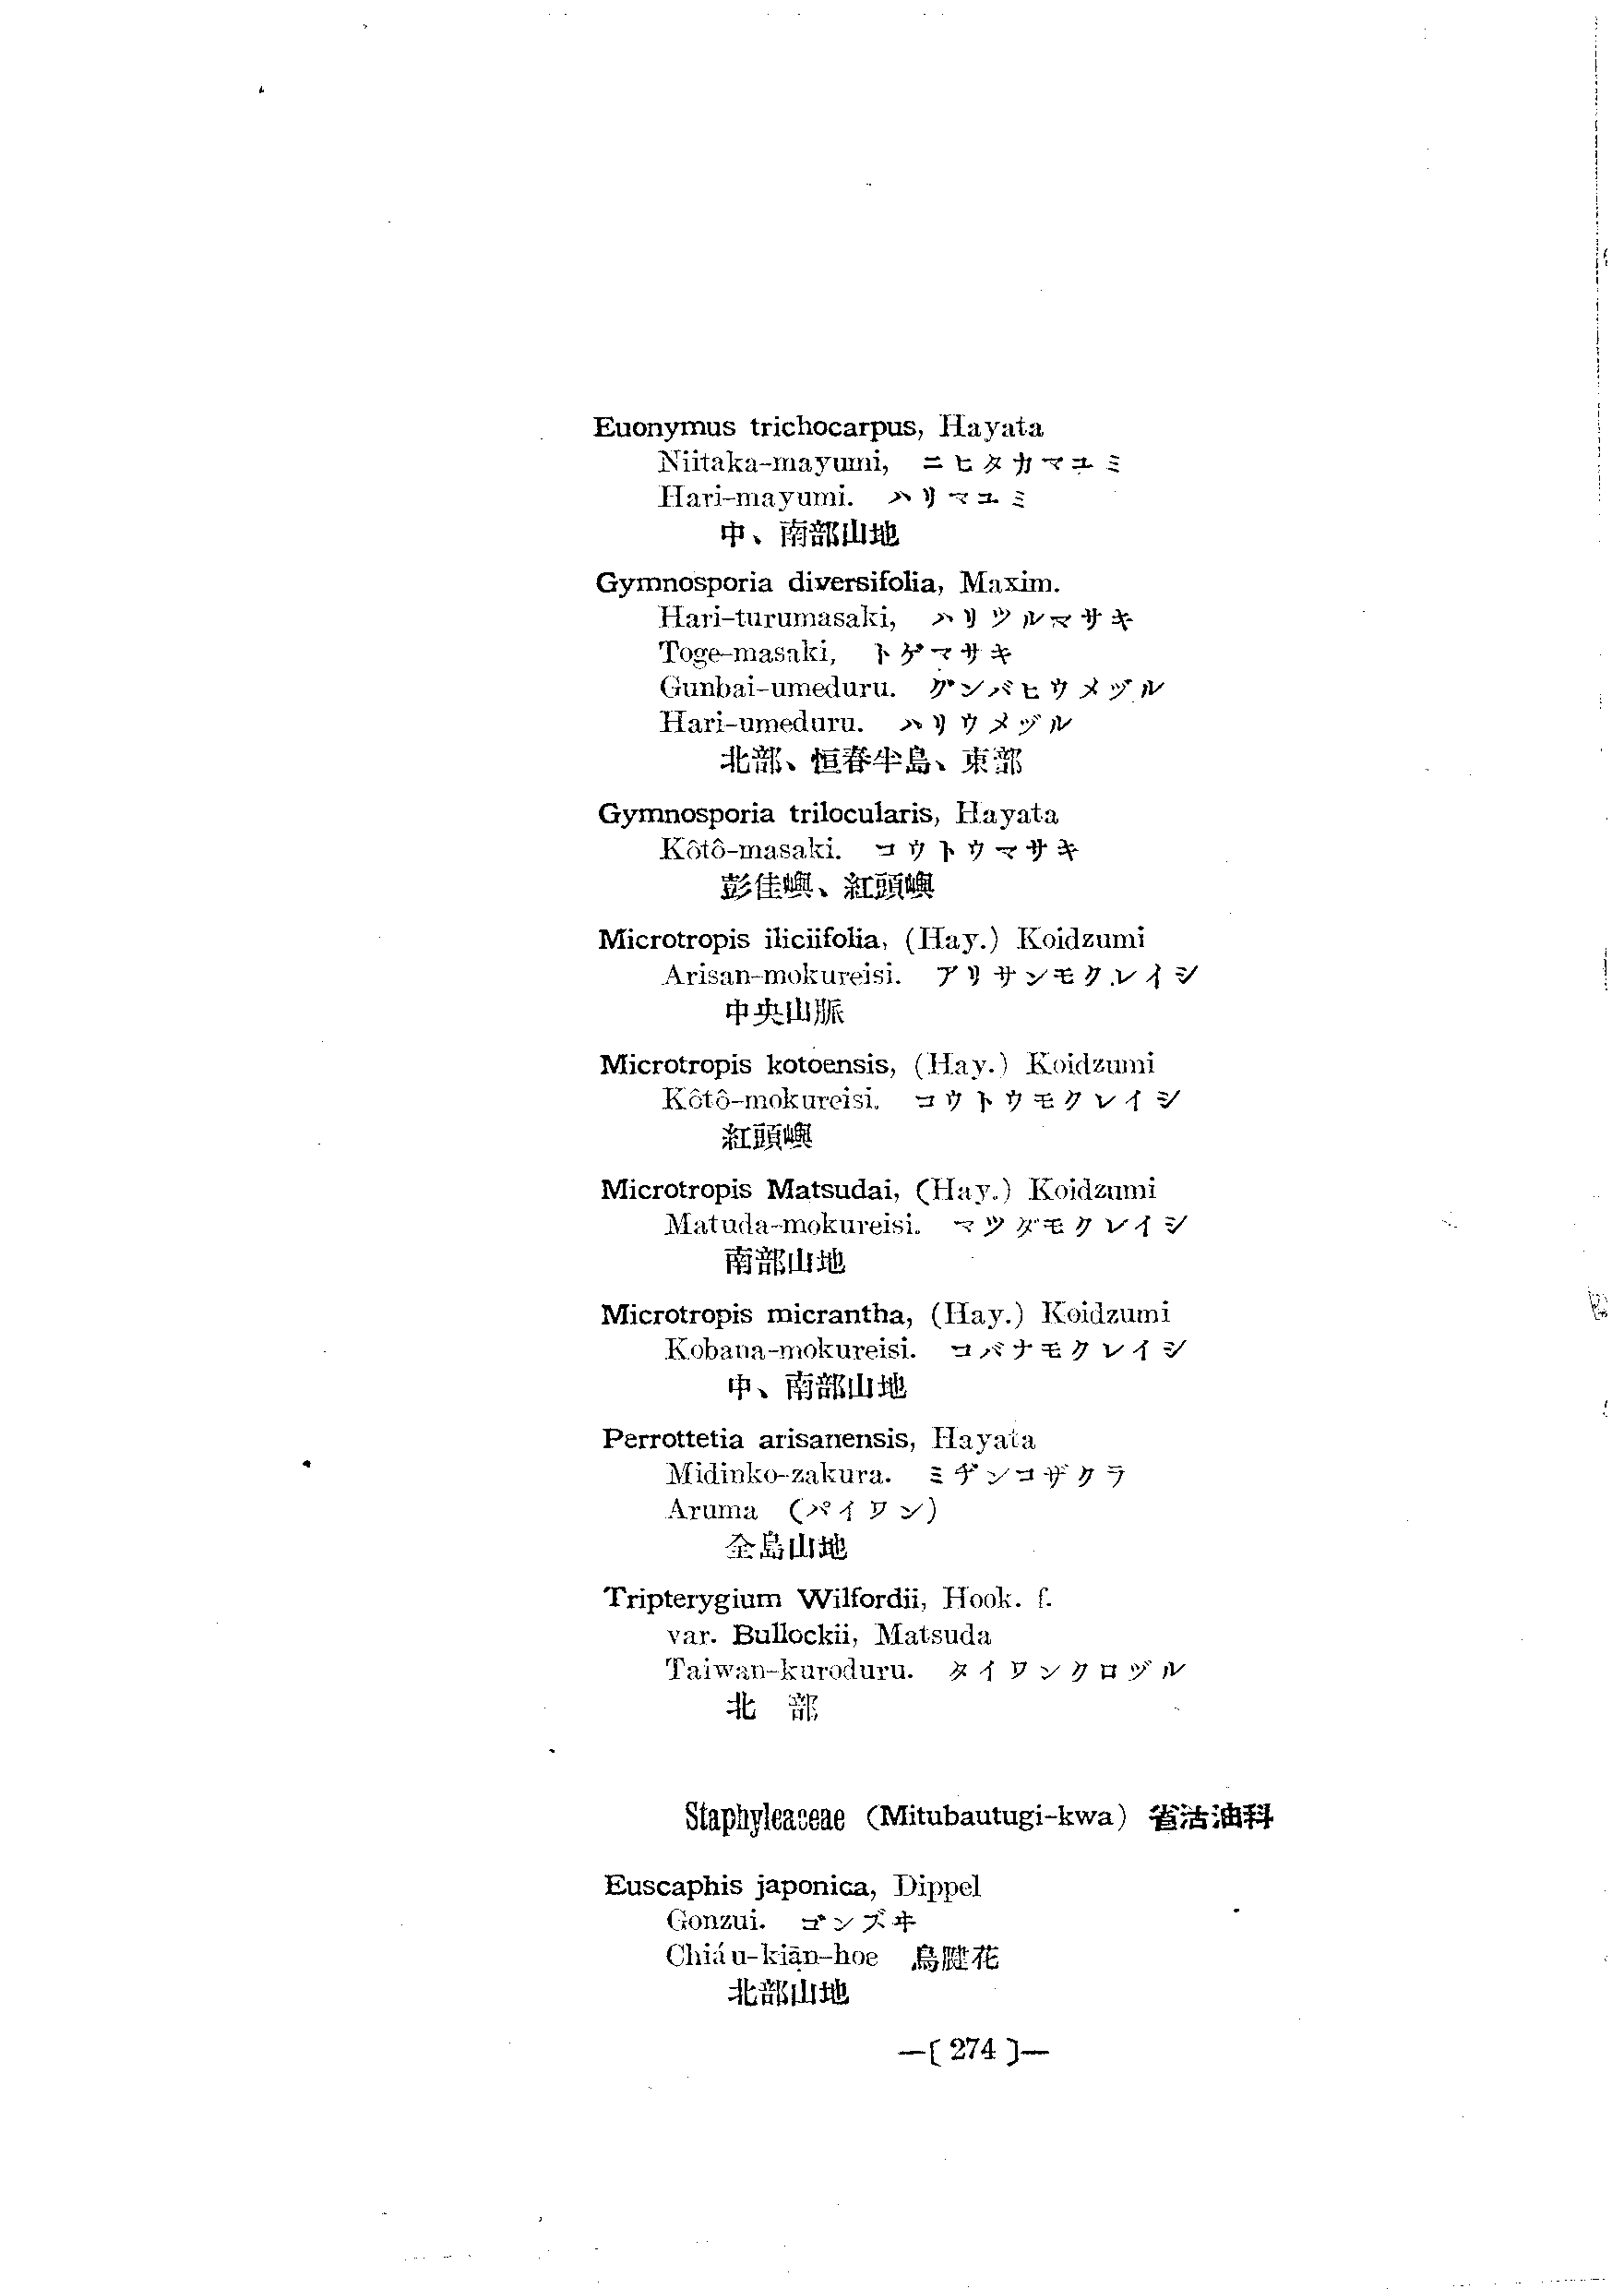 Euonymus trichocarpus, Hayata
Niitaka-mayumi, ニヒタカマユミ
Hari-mayumi. ハリマユミ
中、南部山地
Gymnosporia diversifolia, Maxim.
Hari-turumasaki, ハリツルマサキ
Toge-masaki, トゲマサキ
Gunbai-umeduru. グンバヒウメヅル
Hari-umeduru. ハリウメヅル
北部、恒春半島、東部
Gymnosporia trilocularis, Hayata
Kôtô-masaki. コウトウマサキ
彭佳嶼、紅頭嶼
Microtropis iliciifolia, (Hay.) Koidzumi
Arisan-mokureisi. アリサンモクレイシ
中央山脈
Microtropis kotoensis, (Hay.) Koidzumi
Kôtô-mokureisi. コウトウモクレイシ
紅頭嶼
Microtropis Matsudai, (Hay.) Koidzumi
Matuda-mokureisi. マツダモクレイシ
南部山地
Microtropis micrantha, (Hay.) Koidzumi
Kobana-mokureisi. コバナモクレイシ
中、南部山地
Perrottetia arisanensis, Hayata
Midinko-zakura. ミヂンコザクラ
Aruma (パイワン)
全島山地
Tripterygium Wilfordii, Hook. f.
var. Bullockii, Matsuda
Taiwan-kuroduru. タイワンクロヅル
北 部
Staphyleaceae (Mitubautugi-kwa) 省沽油科
Euscaphis japonica, Dippel
Gonzui. ゴンズヰ
Chiáu-kiān-hoe 鳥腱花
北部山地
—[ 274 ]—